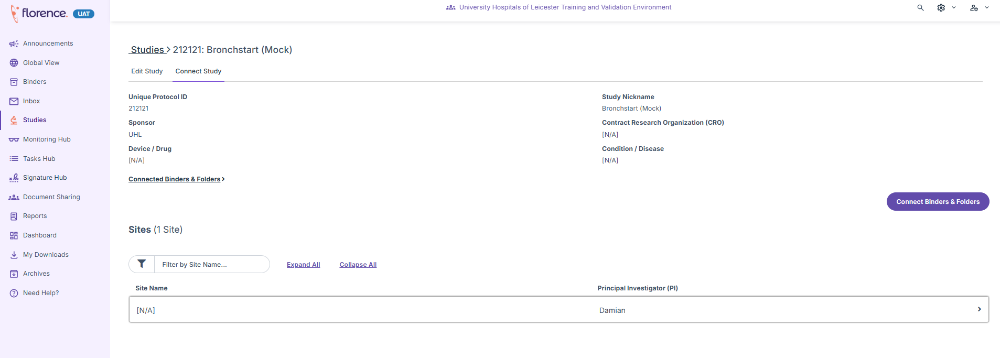 florence. UAT
University Hospitals of Leicester Training and Validation Environment
Announcements
Global View
Binders
Inbox
Studies
Monitoring Hub
Tasks Hub
Signature Hub
Document Sharing
Reports
Dashboard
My Downloads
Archives
Need Help?
Studies > 212121: Bronchstart (Mock)
Edit Study Connect Study
Unique Protocol ID
212121
Study Nickname
Bronchstart (Mock)
Sponsor
UHL
Contract Research Organization (CRO)
[N/A]
Device / Drug
[N/A]
Condition / Disease
[N/A]
Connected Binders & Folders >
Connect Binders & Folders
Sites (1 Site)
Filter by Site Name... Expand All Collapse All
Site Name Principal Investigator (PI)
[N/A] Damian